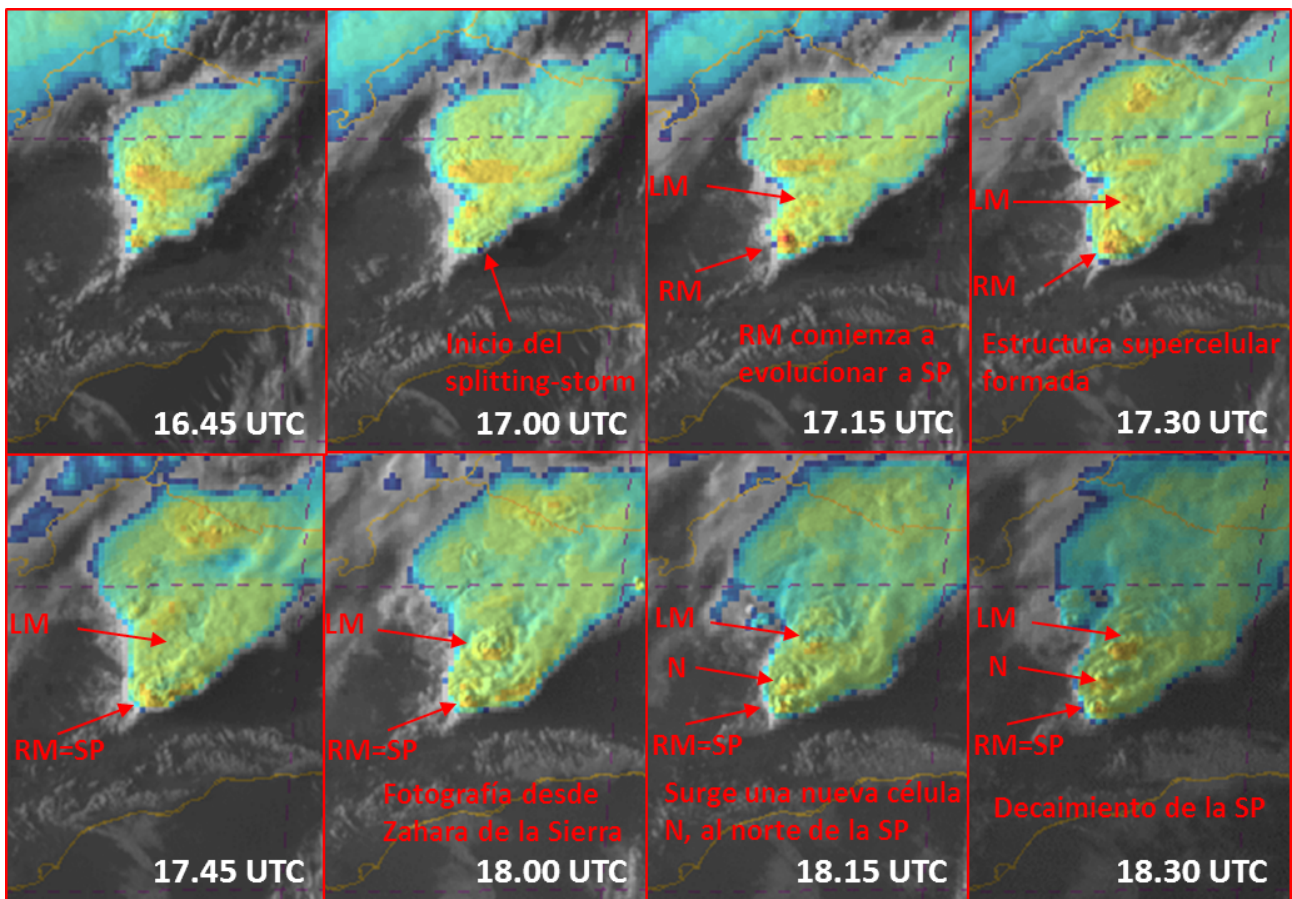 16.45 UTC
Inicio del
splitting-storm
17.00 UTC
LM
RM
RM comienza a
evolucionar a SP
17.15 UTC
LM
RM
Estructura supercelular
formada
17.30 UTC
LM
RM=SP
17.45 UTC
LM
RM=SP
Fotografía desde
Zahara de la Sierra
18.00 UTC
LM
N
RM=SP
Surge una nueva célula
N, al norte de la SP
18.15 UTC
LM
N
RM=SP
Decaimiento de la SP
18.30 UTC